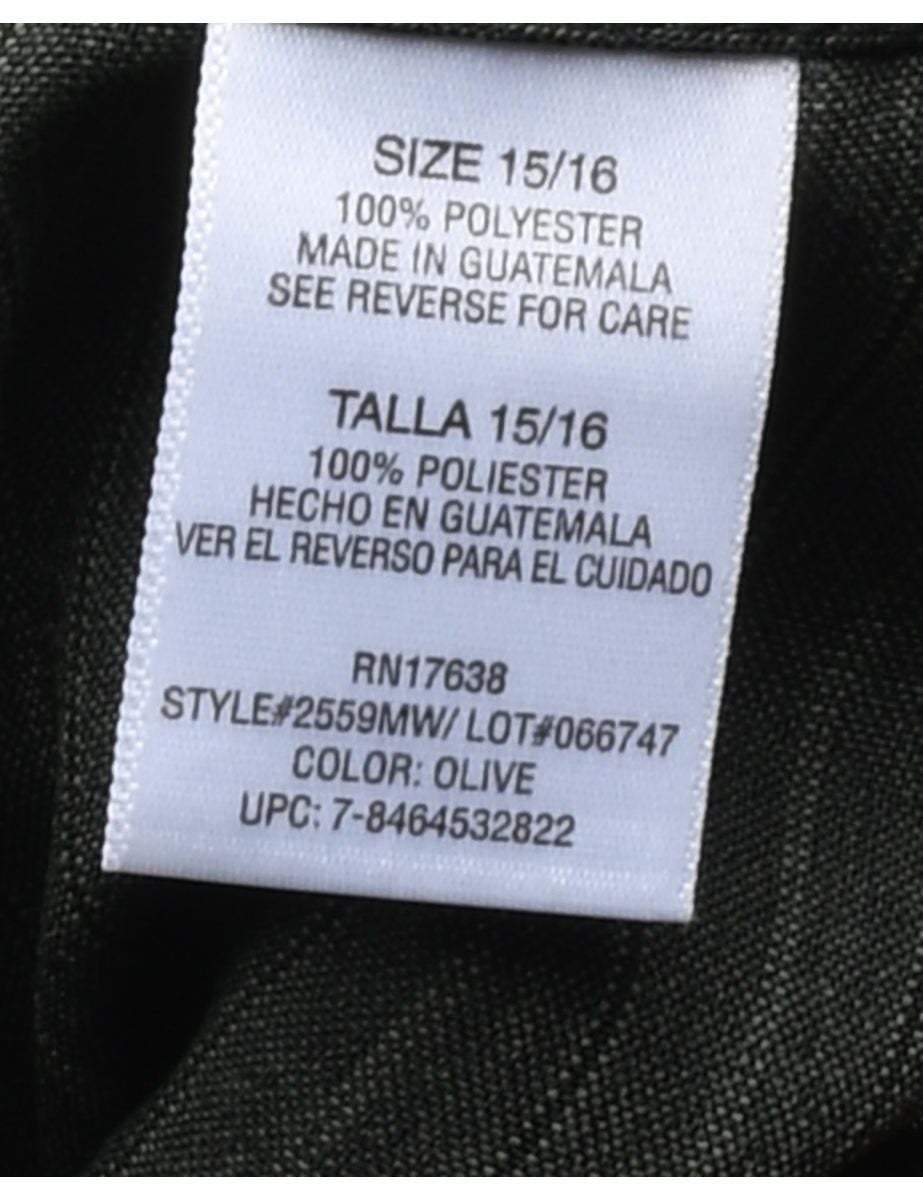 SIZE 15/16
100% POLYESTER
MADE IN GUATEMALA
SEE REVERSE FOR CARE
TALLA 15/16
100% POLIESTER
HECHO EN GUATEMALA
VER EL REVERSO PARA EL CUIDADO
RN17638
STYLE#2559MW/ LOT#066747
COLOR: OLIVE
UPC: 7-8464532822